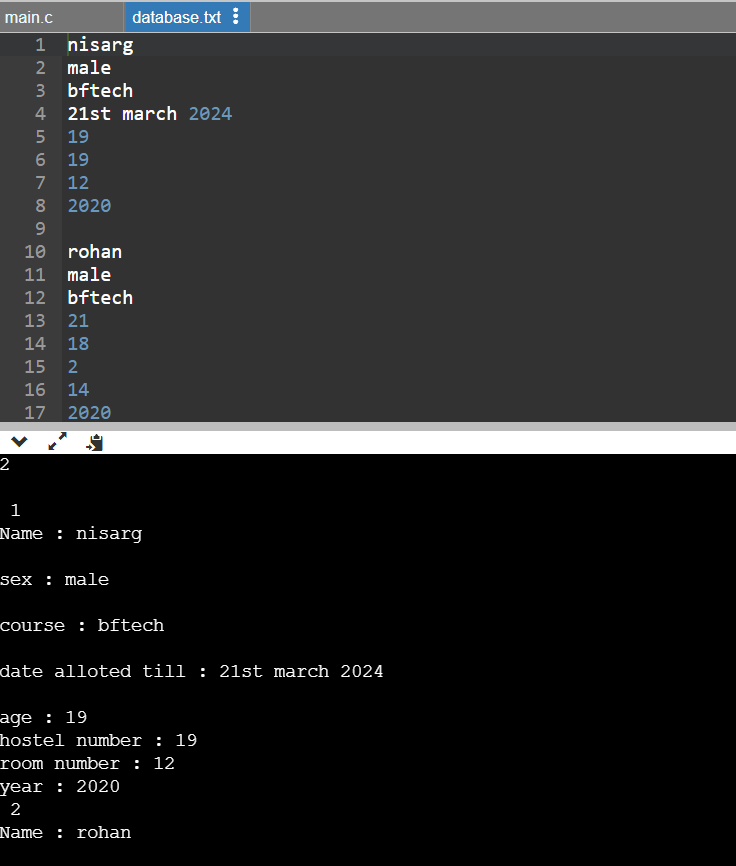 main.c database.txt
1 nisarg
2 male
3 bftech
4 21st march 2024
5 19
6 19
7 12
8 2020
9
10 rohan
11 male
12 bftech
13 21
14 18
15 2
16 14
17 2020
2
1
Name : nisarg
sex : male
course : bftech
date alloted till : 21st march 2024
age : 19
hostel number : 19
room number : 12
year : 2020
2
Name : rohan